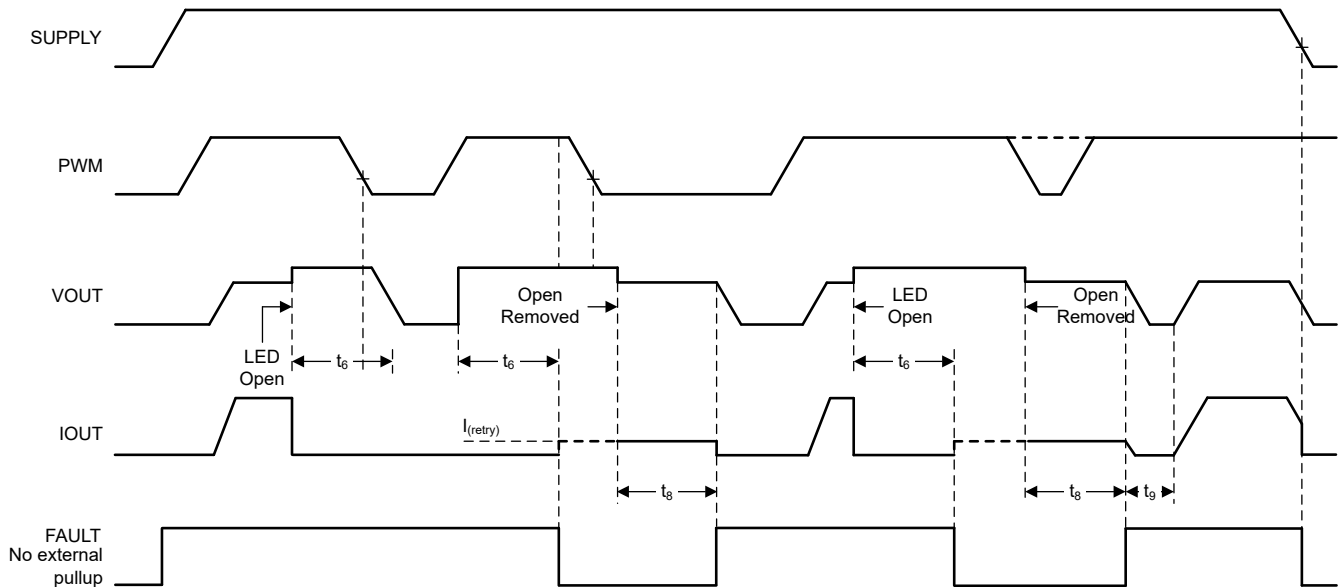 SUPPLY
PWM
VOUT
LED
Open
t6
t6
Open
Removed
LED
Open
t6
Open
Removed
IOUT
I(retry)
t8
t8
t9
FAULT
No external
pullup